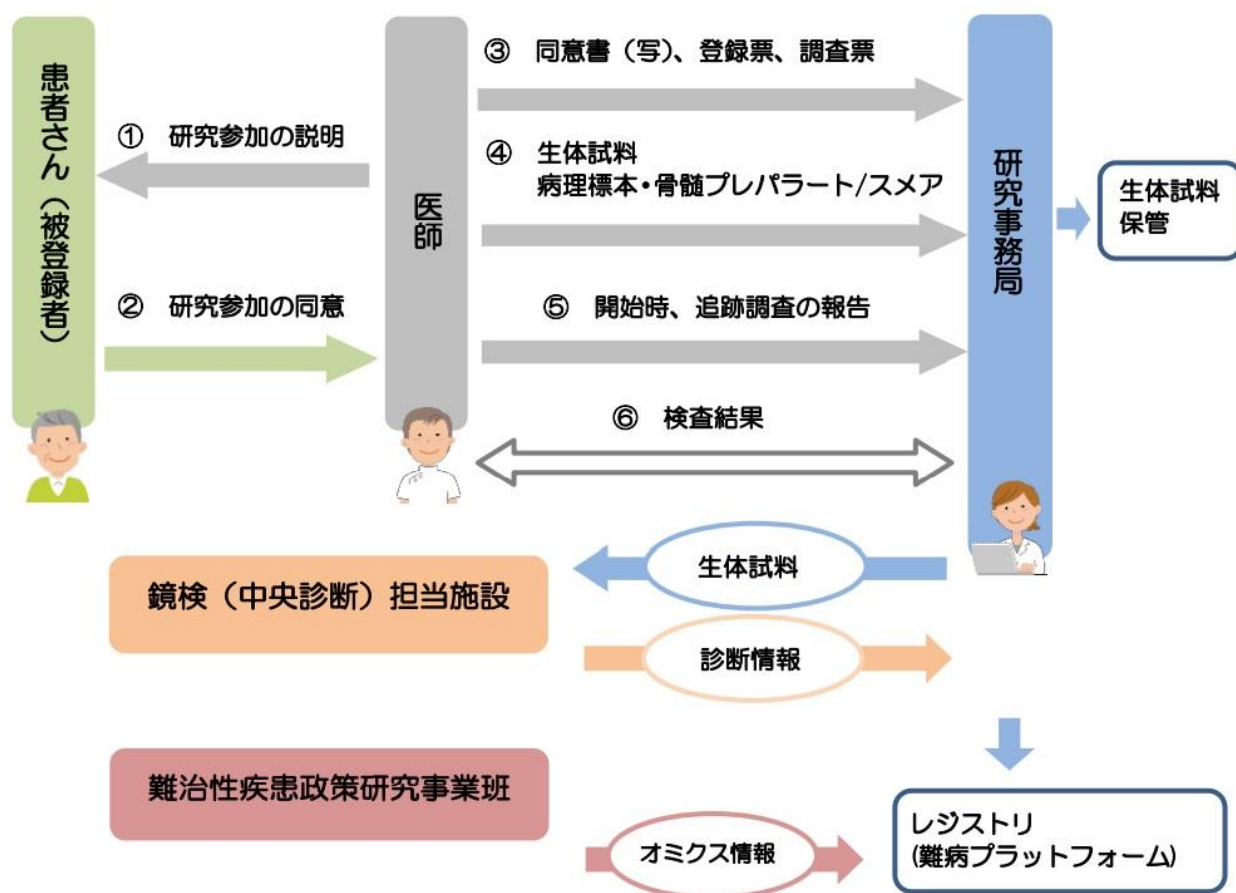 患者さん（被登録者）
① 研究参加の説明
② 研究参加の同意
医師
③ 同意書（写）、登録票、調査票
④ 生体試料
病理標本・骨髄プレパラート/スメア
⑤ 開始時、追跡調査の報告
⑥ 検査結果
研究事務局
生体試料
保管
鏡検（中央診断）担当施設
生体試料
診断情報
難治性疾患政策研究事業班
オミクス情報
レジストリ
(難病プラットフォーム)